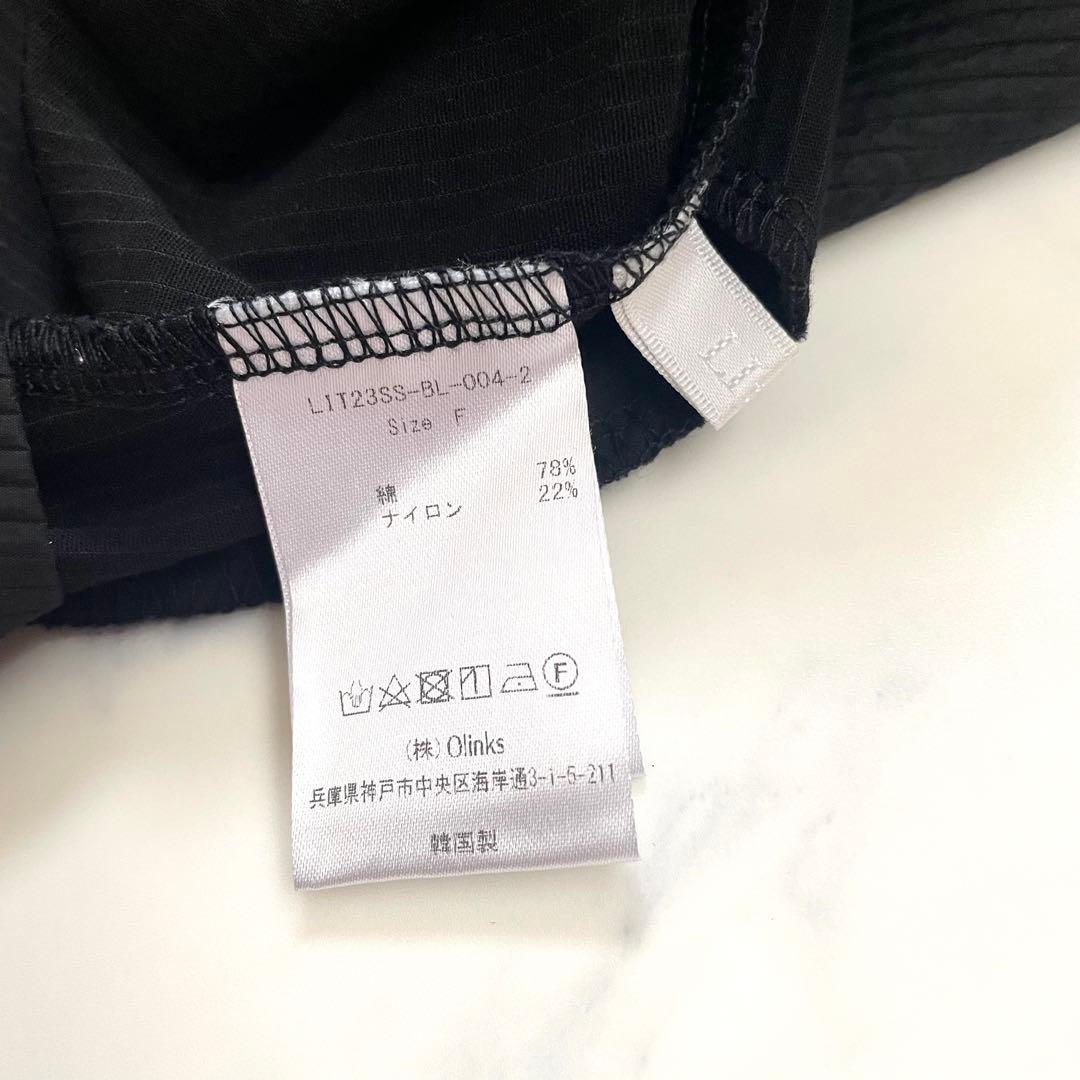 L1T23SS-BL-004-2
Size F
綿 78%
ナイロン 22%
F
(株)Olinks
兵庫県神戸市中央区海岸通3-1-6-211
韓国製